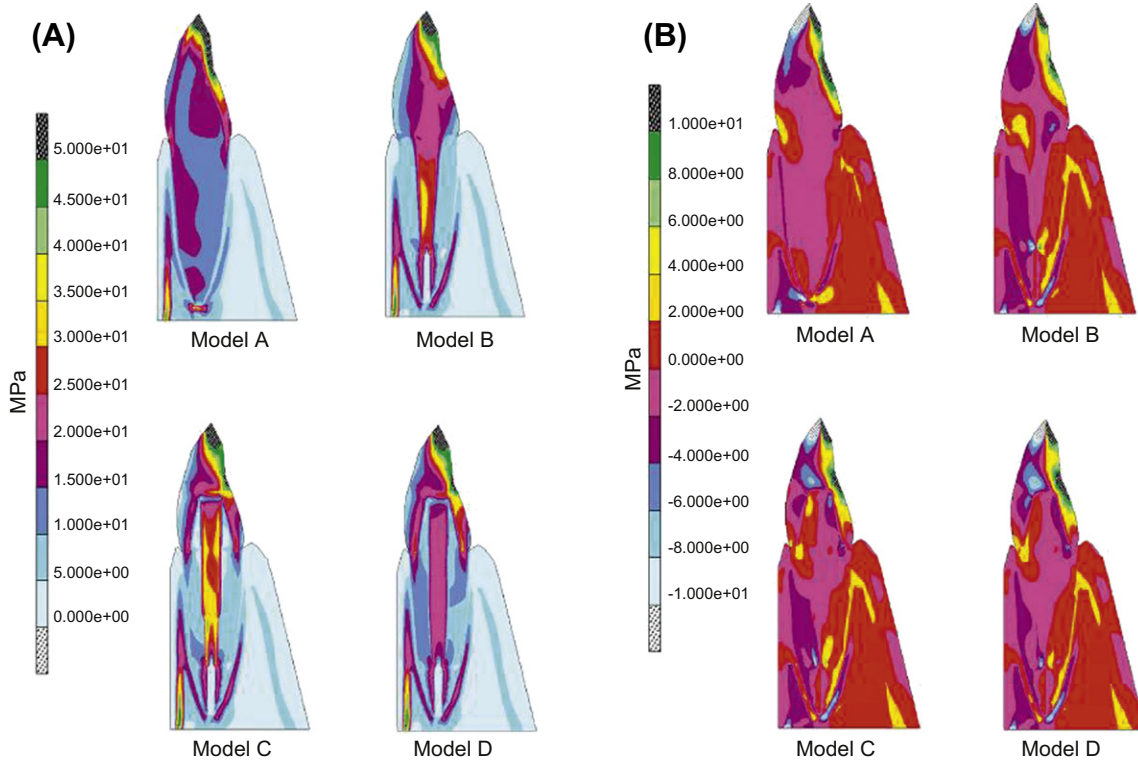 (A)
5.000e+01
4.500e+01
4.000e+01
3.500e+01
3.000e+01
2.500e+01
2.000e+01
1.500e+01
1.000e+01
5.000e+00
0.000e+00
MPa
Model A
Model B
Model C
Model D
(B)
1.000e+01
8.000e+00
6.000e+00
4.000e+00
2.000e+00
0.000e+00
-2.000e+00
-4.000e+00
-6.000e+00
-8.000e+00
-1.000e+01
MPa
Model A
Model B
Model C
Model D